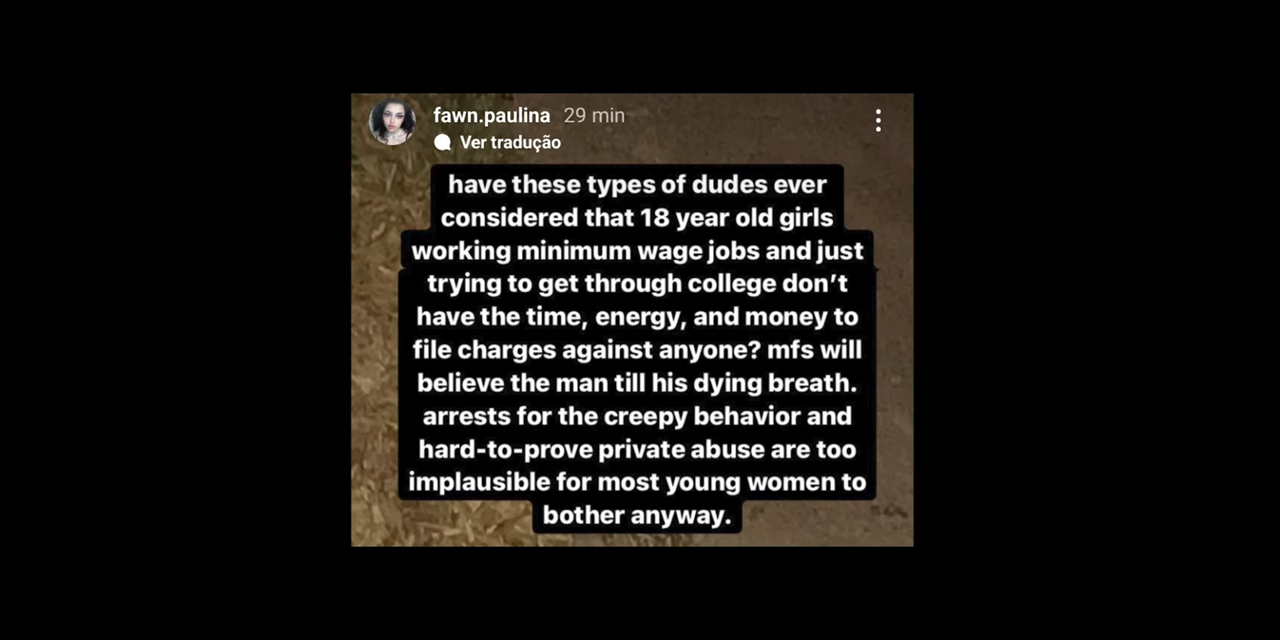 fawn.paulina 29 min
Ver tradução
have these types of dudes ever
considered that 18 year old girls
working minimum wage jobs and just
trying to get through college don’t
have the time, energy, and money to
file charges against anyone? mfs will
believe the man till his dying breath.
arrests for the creepy behavior and
hard-to-prove private abuse are too
implausible for most young women to
bother anyway.